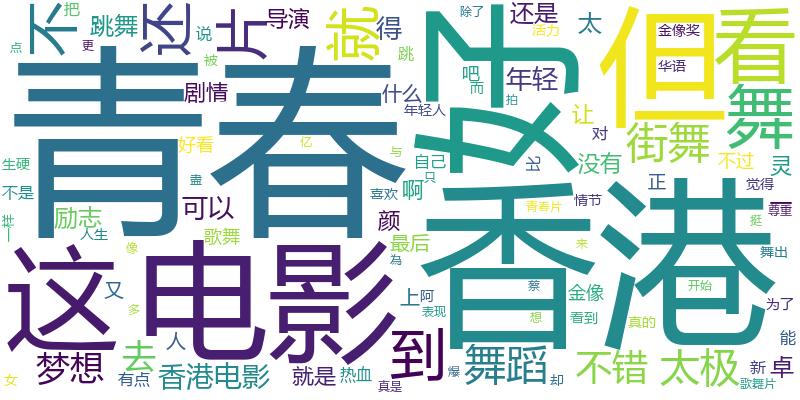 青春
香港
好
这
电影
但
看
舞
就
到
不
还
片
跳舞
把
点
更
说
被
导演
得
跳
除了
还是
活力
太
金像奖
华语
吧
而
拍
年轻
年轻人
什么
剧情
好看
亿
与
让
对
街舞
不过
灵
没有
比
自己
只
生硬
不是
励志
人生
可以
歌舞
颜
喜欢
啊
最后
青春片
情节
正
觉得
一
尊重
挺
舞出
来
像
多
為
上
阿
表现
蔡
想
金像
看到
真的
开始
为了
能
又
人
去
梦想
女
有点
香港电影
就是
热血
真是
爆
舞蹈
却
不错
太极
新
卓
歌舞片